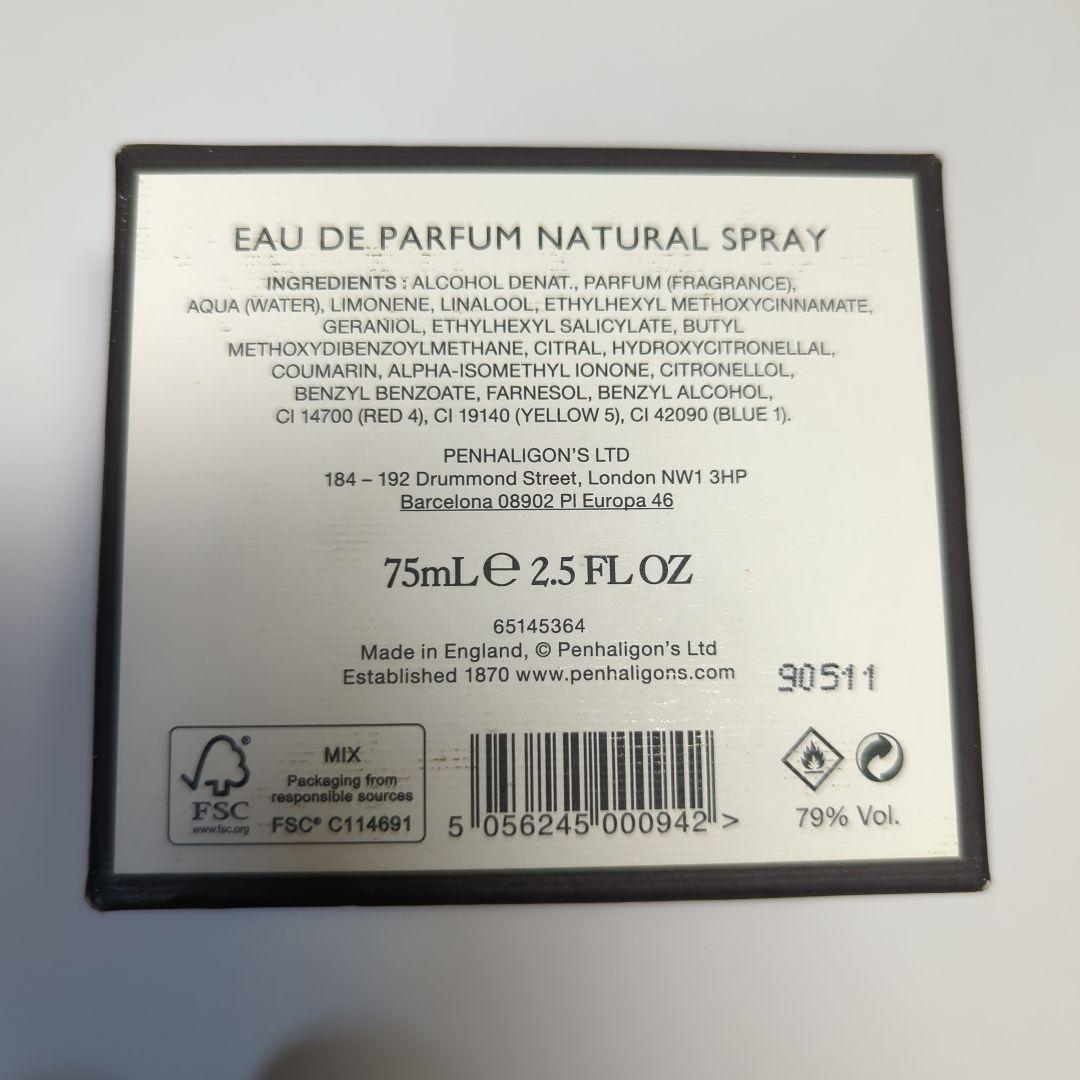 EAU DE PARFUM NATURAL SPRAY
INGREDIENTS : ALCOHOL DENAT., PARFUM (FRAGRANCE),
AQUA (WATER), LIMONENE, LINALOOL, ETHYLHEXYL METHOXYCINNAMATE,
GERANIOL, ETHYLHEXYL SALICYLATE, BUTYL
METHOXYDIBENZOYLMETHANE, CITRAL, HYDROXYCITRONELLAL,
COUMARIN, ALPHA-ISOMETHYL IONONE, CITRONELLOL,
BENZYL BENZOATE, FARNESOL, BENZYL ALCOHOL,
CI 14700 (RED 4), CI 19140 (YELLOW 5), CI 42090 (BLUE 1).
PENHALIGON'S LTD
184 – 192 Drummond Street, London NW1 3HP
Barcelona 08902 Pl Europa 46
75mL ℮ 2.5 FL OZ
65145364
Made in England, © Penhaligon's Ltd
Established 1870 www.penhaligons.com
90511
®
FSC
www.fsc.org
MIX
Packaging from
responsible sources
FSC® C114691
5 056245 000942 >
79% Vol.